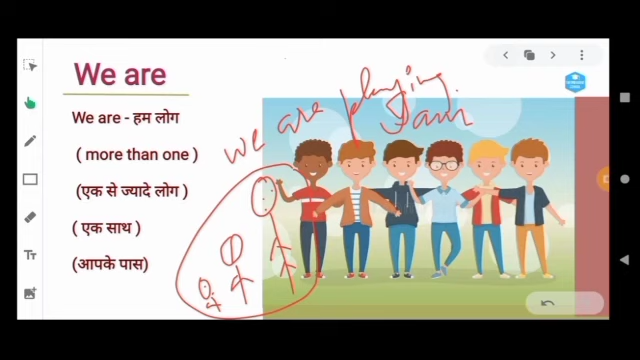 We are
We are - हम लोग
( more than one )
(एक से ज्यादे लोग )
( एक साथ )
(आपके पास)
we are playing